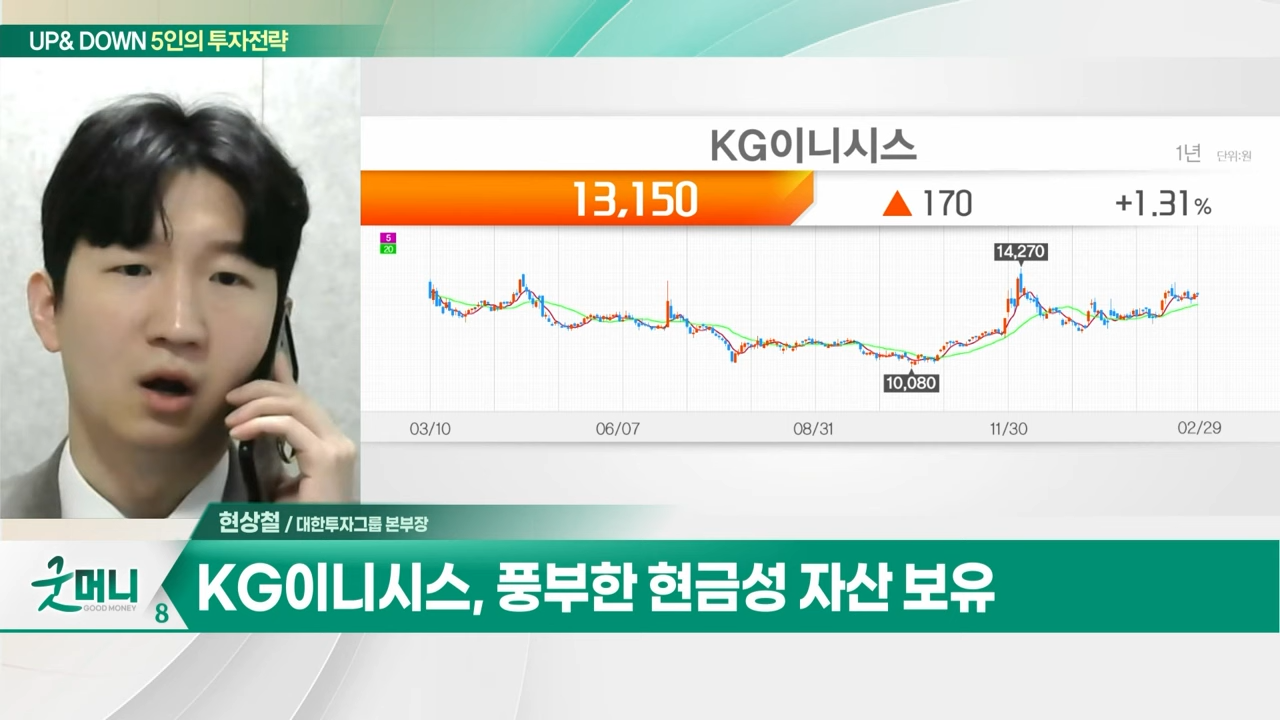 UP& DOWN 5인의 투자전략
KG이니시스
1년 단위:원
13,150 ▲ 170 +1.31%
5
20
14,270
10,080
03/10 06/07 08/31 11/30 02/29
현상철 / 대한투자그룹 본부장
굿머니
GOOD MONEY
8
KG이니시스, 풍부한 현금성 자산 보유